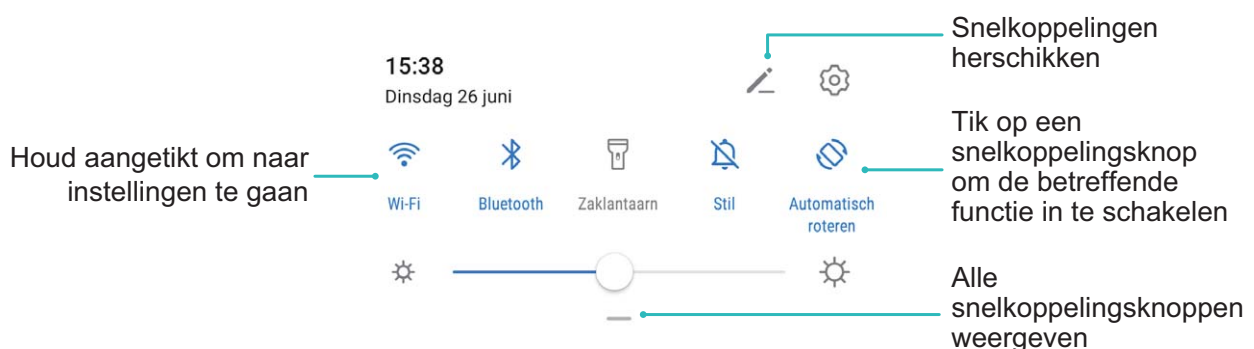 Snelkoppelingen
herschikken
15:38
Dinsdag 26 juni
Tik op een
snelkoppelingsknop
om de betreffende
functie in te schakelen
Houd aangetikt om naar
instellingen te gaan
Wi-Fi
Bluetooth
Zaklantaarn
Stil
Automatisch
roteren
Alle
snelkoppelingsknoppen
weergeven